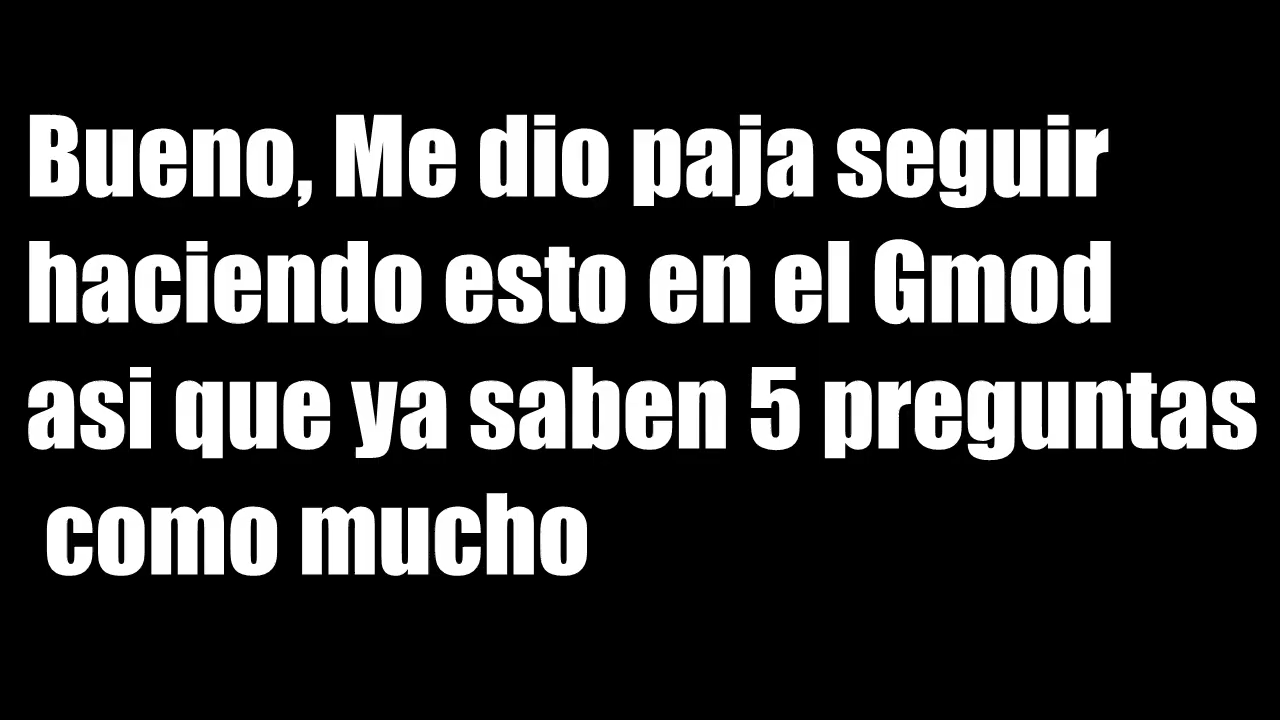 Bueno, Me dio paja seguir
haciendo esto en el Gmod
asi que ya saben 5 preguntas
como mucho